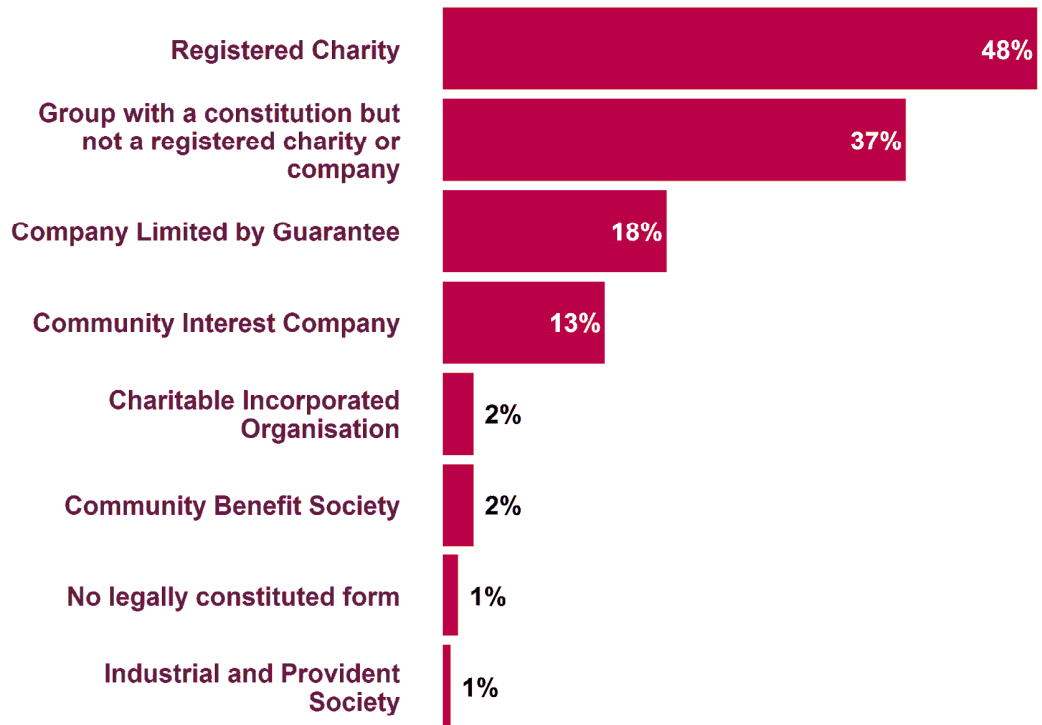 Registered Charity
48%
Group with a constitution but
not a registered charity or
company
37%
Company Limited by Guarantee
18%
Community Interest Company
13%
Charitable Incorporated
Organisation
2%
Community Benefit Society
2%
No legally constituted form
1%
Industrial and Provident
Society
1%